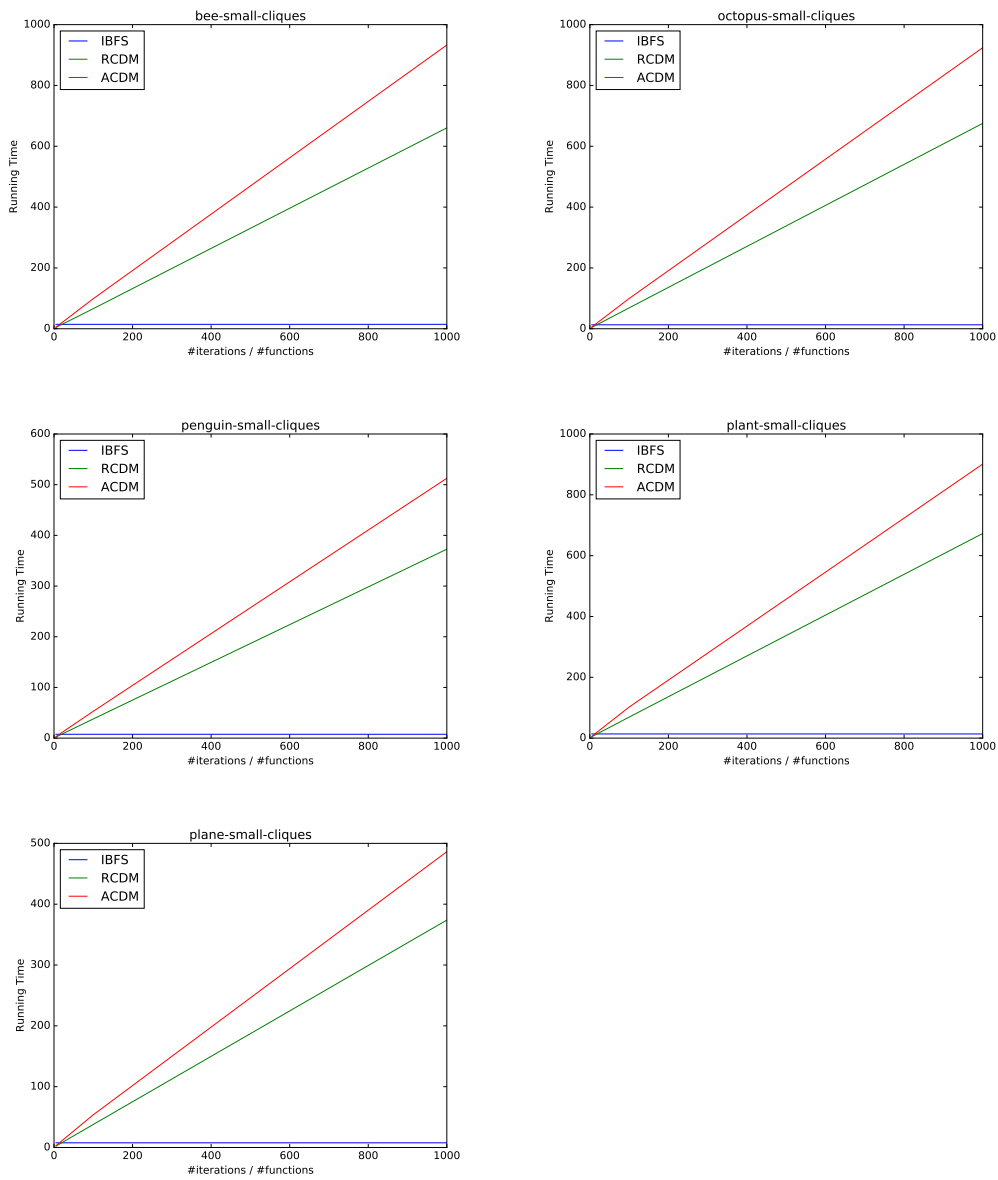 bee-small-cliques
1000
800
600
400
200
0
Running Time
IBFS
RCDM
ACDM
0 200 400 600 800 1000
#iterations / #functions
octopus-small-cliques
1000
800
600
400
200
0
Running Time
IBFS
RCDM
ACDM
0 200 400 600 800 1000
#iterations / #functions
penguin-small-cliques
600
500
400
300
200
100
0
Running Time
IBFS
RCDM
ACDM
0 200 400 600 800 1000
#iterations / #functions
plant-small-cliques
1000
800
600
400
200
0
Running Time
IBFS
RCDM
ACDM
0 200 400 600 800 1000
#iterations / #functions
plane-small-cliques
500
400
300
200
100
0
Running Time
IBFS
RCDM
ACDM
0 200 400 600 800 1000
#iterations / #functions